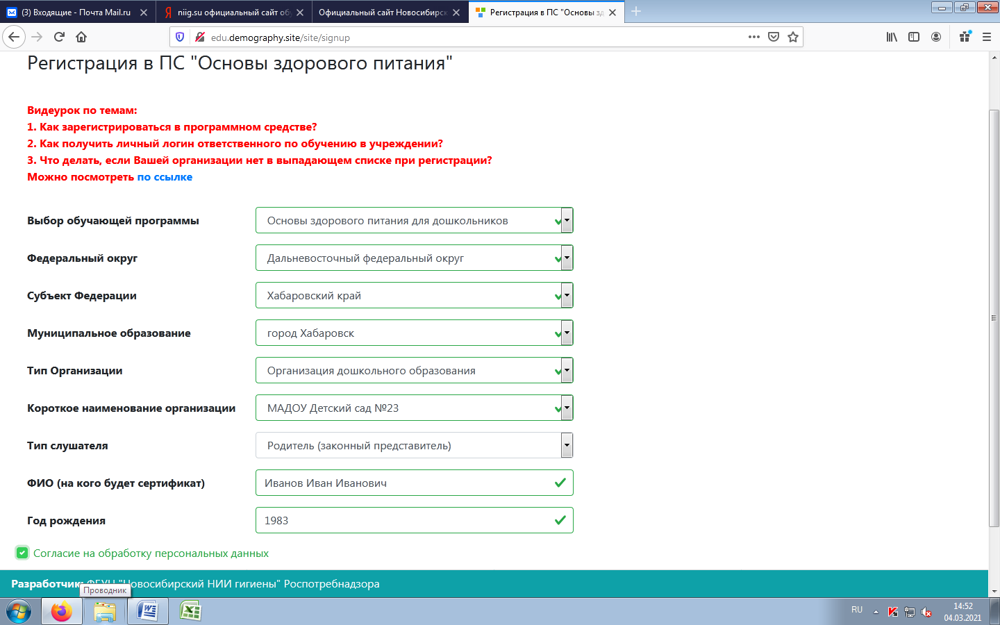 (3) Входящие - Почта Mail.ru
niig.su официальный сайт обу
Официальный сайт Новосибирск
Регистрация в ПС "Основы зд
edu.demography.site/site/signup
Регистрация в ПС "Основы здорового питания"
Видеурок по темам:
1. Как зарегистрироваться в программном средстве?
2. Как получить личный логин ответственного по обучению в учреждении?
3. Что делать, если Вашей организации нет в выпадающем списке при регистрации?
Можно посмотреть по ссылке
Выбор обучающей программы
Основы здорового питания для дошкольников
Федеральный округ
Дальневосточный федеральный округ
Субъект Федерации
Хабаровский край
Муниципальное образование
город Хабаровск
Тип Организации
Организация дошкольного образования
Короткое наименование организации
МАДОУ Детский сад №23
Тип слушателя
Родитель (законный представитель)
ФИО (на кого будет сертификат)
Иванов Иван Иванович
Год рождения
1983
Согласие на обработку персональных данных
Разработчик: ФБУН "Новосибирский НИИ гигиены" Роспотребнадзора
Проводник
RU
14:52
04.03.2021